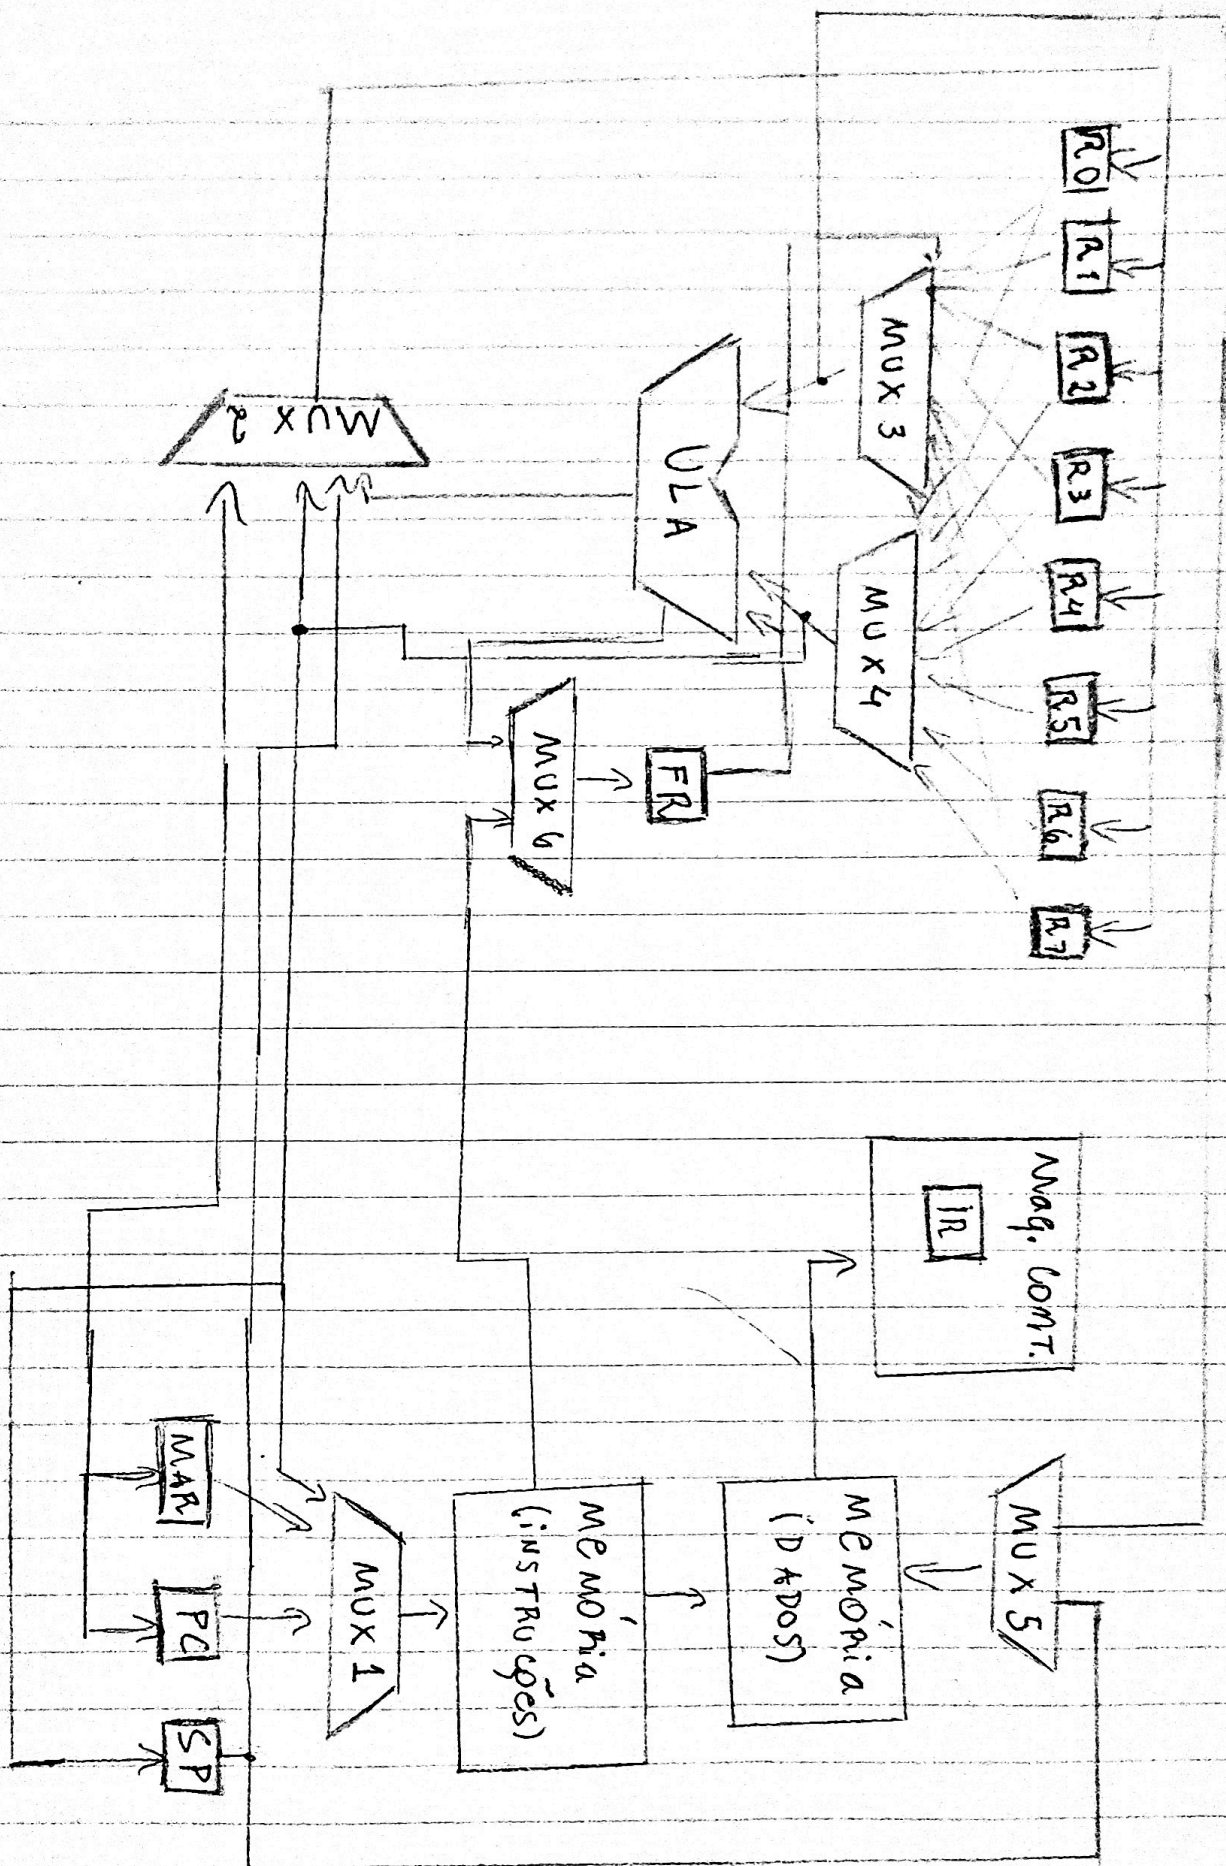 R0
R1
R2
R3
R4
R5
R6
R7
MUX 3
MUX 4
ULA
MUX 2
MUX 6
FR
Maq. Cont.
IR
MUX 5
MEMÓRIA
(DADOS)
MEMÓRIA
(INSTRUÇÕES)
MUX 1
MAR
PC
SP